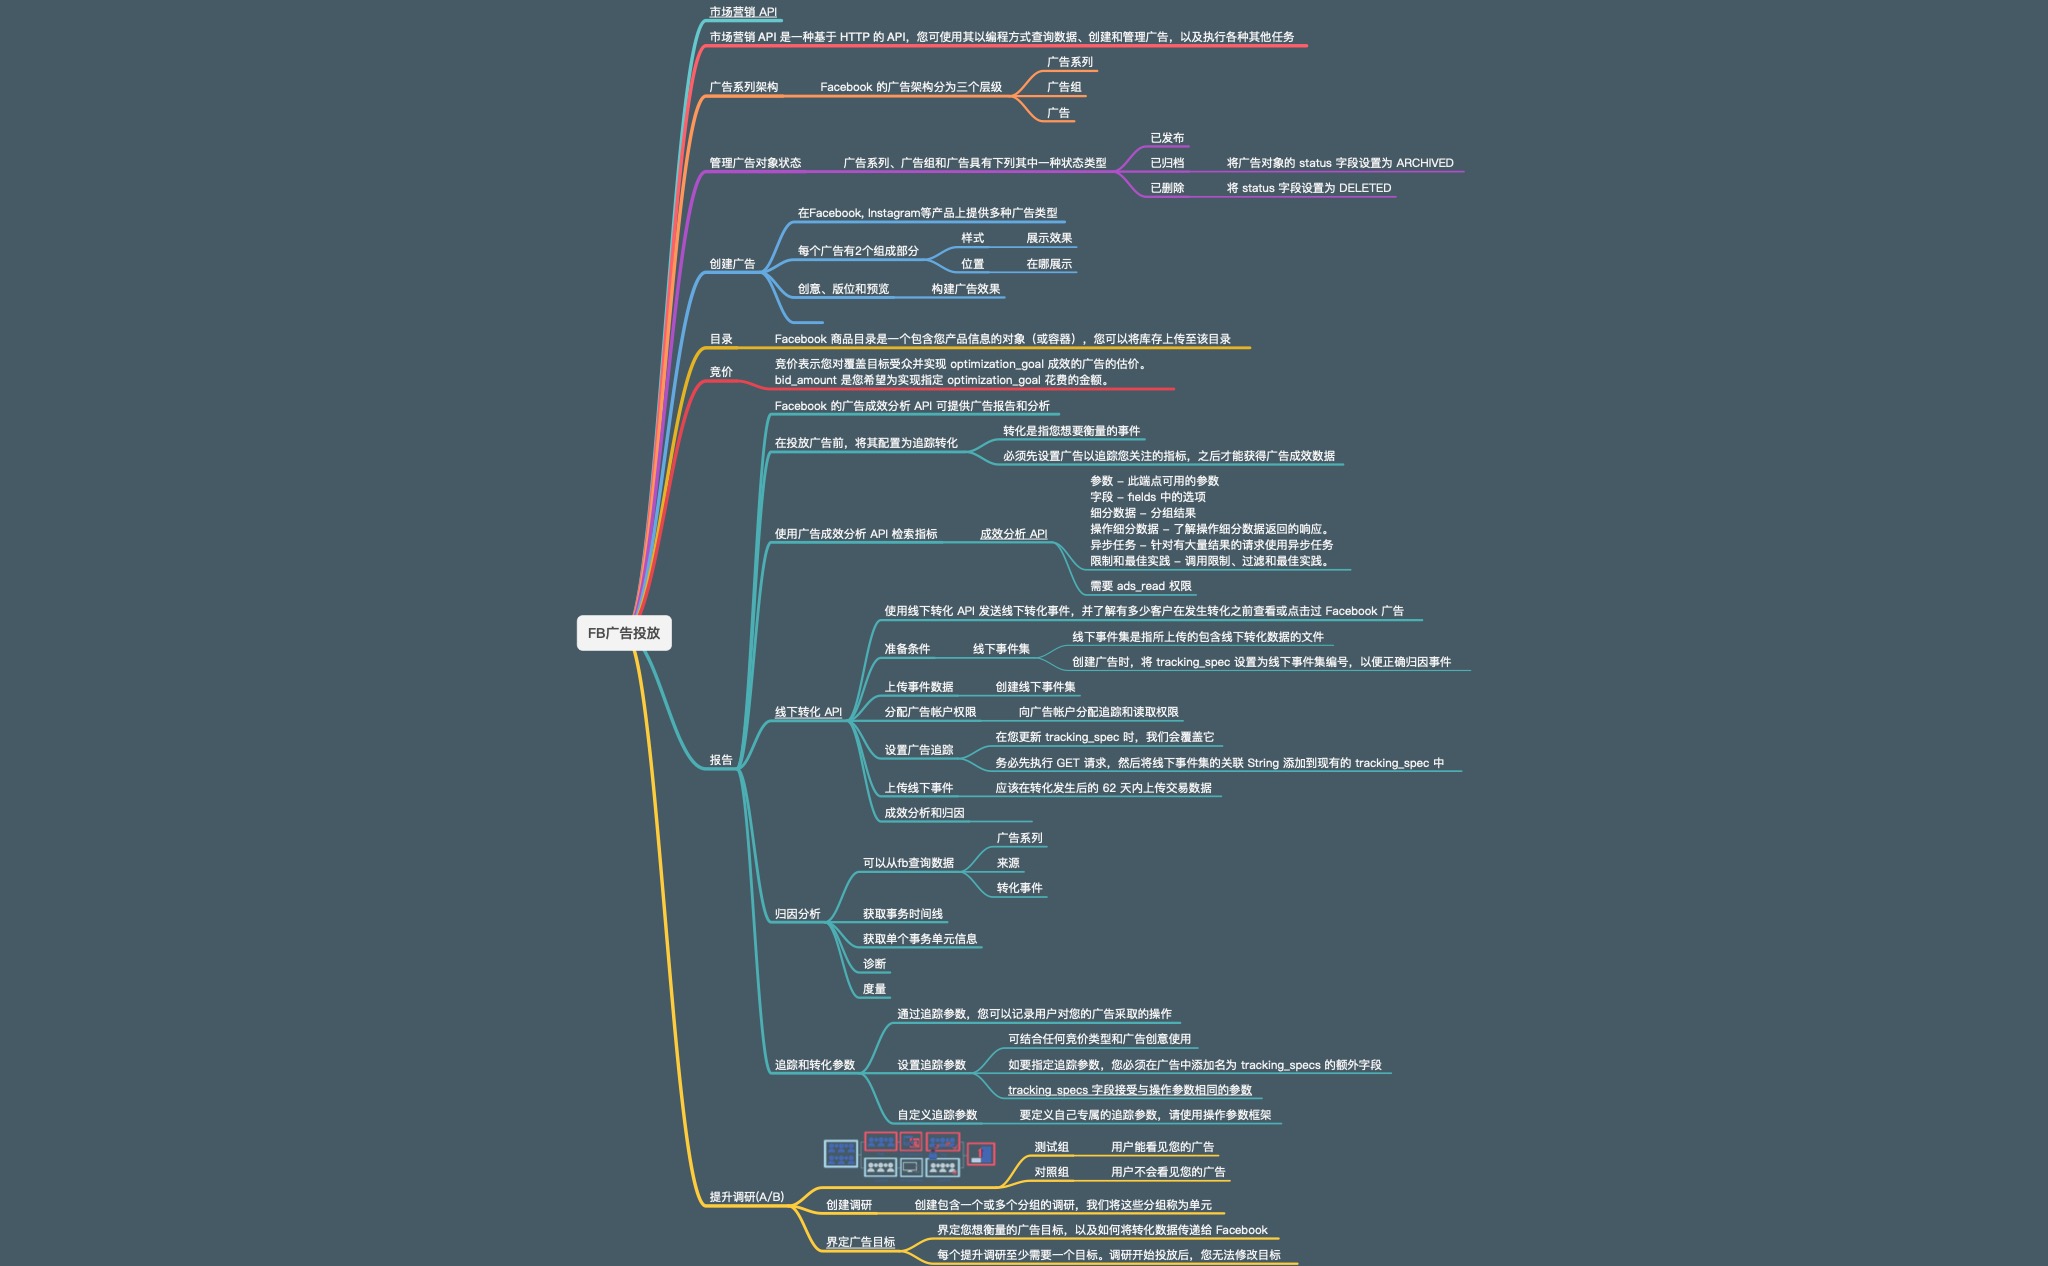 市场营销 API
市场营销 API 是一种基于 HTTP 的 API，您可使用其以编程方式查询数据、创建和管理广告，以及执行各种其他任务
广告系列架构
Facebook 的广告架构分为三个层级
广告系列
广告组
广告
管理广告对象状态
广告系列、广告组和广告具有下列其中一种状态类型
已发布
已归档
将广告对象的 status 字段设置为 ARCHIVED
已删除
将 status 字段设置为 DELETED
创建广告
在Facebook, Instagram等产品上提供多种广告类型
每个广告有2个组成部分
样式
展示效果
位置
在哪展示
创意、版位和预览
构建广告效果
目录
Facebook 商品目录是一个包含您产品信息的对象（或容器），您可以将库存上传至该目录
竞价
竞价表示您对覆盖目标受众并实现 optimization_goal 成效的广告的估价。
bid_amount 是您希望为实现指定 optimization_goal 花费的金额。
FB广告投放
报告
Facebook 的广告成效分析 API 可提供广告报告和分析
在投放广告前，将其配置为追踪转化
转化是指您想要衡量的事件
必须先设置广告以追踪您关注的指标，之后才能获得广告成效数据
使用广告成效分析 API 检索指标
成效分析 API
参数 – 此端点可用的参数
字段 – fields 中的选项
细分数据 – 分组结果
操作细分数据 – 了解操作细分数据返回的响应。
异步任务 – 针对有大量结果的请求使用异步任务
限制和最佳实践 – 调用限制、过滤和最佳实践。
需要 ads_read 权限
线下转化 API
使用线下转化 API 发送线下转化事件，并了解有多少客户在发生转化之前查看或点击过 Facebook 广告
准备条件
线下事件集
线下事件集是指所上传的包含线下转化数据的文件
创建广告时，将 tracking_spec 设置为线下事件集编号，以便正确归因事件
上传事件数据
创建线下事件集
分配广告帐户权限
向广告帐户分配追踪和读取权限
设置广告追踪
在您更新 tracking_spec 时，我们会覆盖它
务必先执行 GET 请求，然后将线下事件集的关联 String 添加到现有的 tracking_spec 中
上传线下事件
应该在转化发生后的 62 天内上传交易数据
成效分析和归因
归因分析
可以从fb查询数据
广告系列
来源
转化事件
获取事务时间线
获取单个事务单元信息
诊断
度量
追踪和转化参数
通过追踪参数，您可以记录用户对您的广告采取的操作
设置追踪参数
可结合任何竞价类型和广告创意使用
如要指定追踪参数，您必须在广告中添加名为 tracking_specs 的额外字段
tracking_specs 字段接受与操作参数相同的参数
自定义追踪参数
要定义自己专属的追踪参数，请使用操作参数框架
提升调研(A/B)
测试组
用户能看见您的广告
对照组
用户不会看见您的广告
创建调研
创建包含一个或多个分组的调研，我们将这些分组称为单元
界定广告目标
界定您想衡量的广告目标，以及如何将转化数据传递给 Facebook
每个提升调研至少需要一个目标。调研开始投放后，您无法修改目标